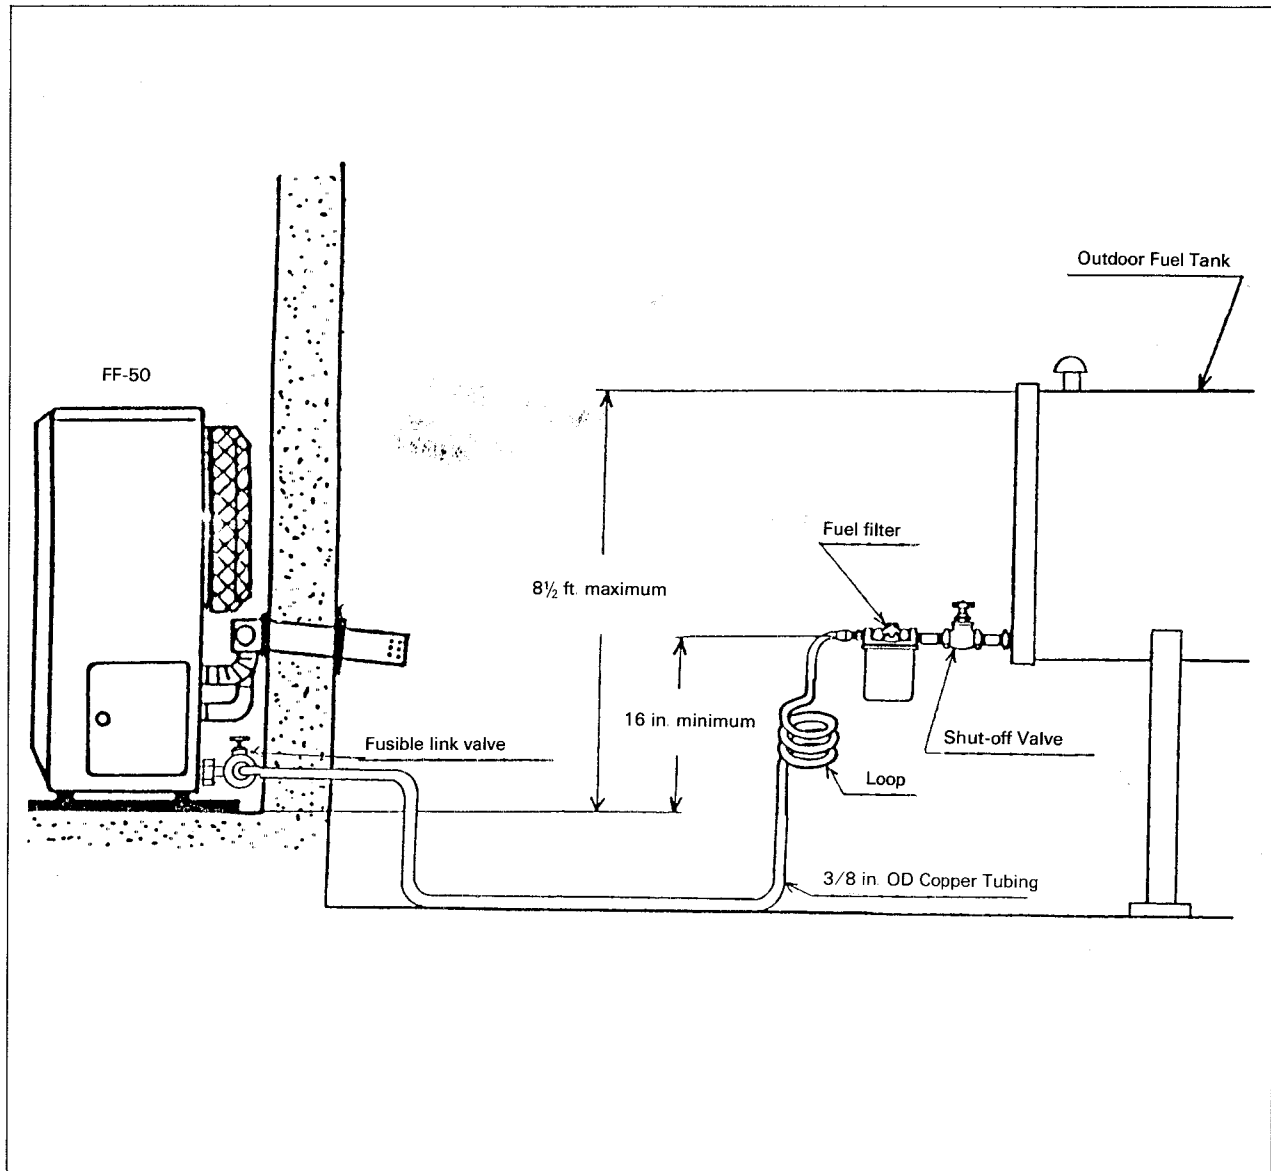 Outdoor Fuel Tank
FF-50
Fuel filter
8½ ft. maximum
16 in. minimum
Shut-off Valve
Fusible link valve
Loop
3/8 in. OD Copper Tubing